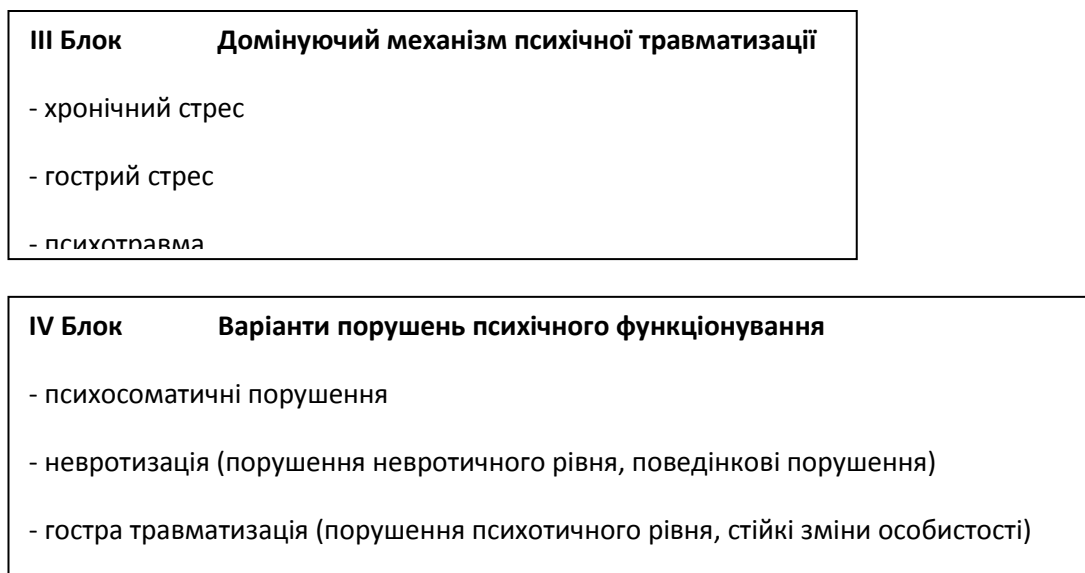 III Блок Домінуючий механізм психічної травматизації
- хронічний стрес
- гострий стрес
- психотравма
IV Блок Варіанти порушень психічного функціонування
- психосоматичні порушення
- невротизація (порушення невротичного рівня, поведінкові порушення)
- гостра травматизація (порушення психотичного рівня, стійкі зміни особистості)